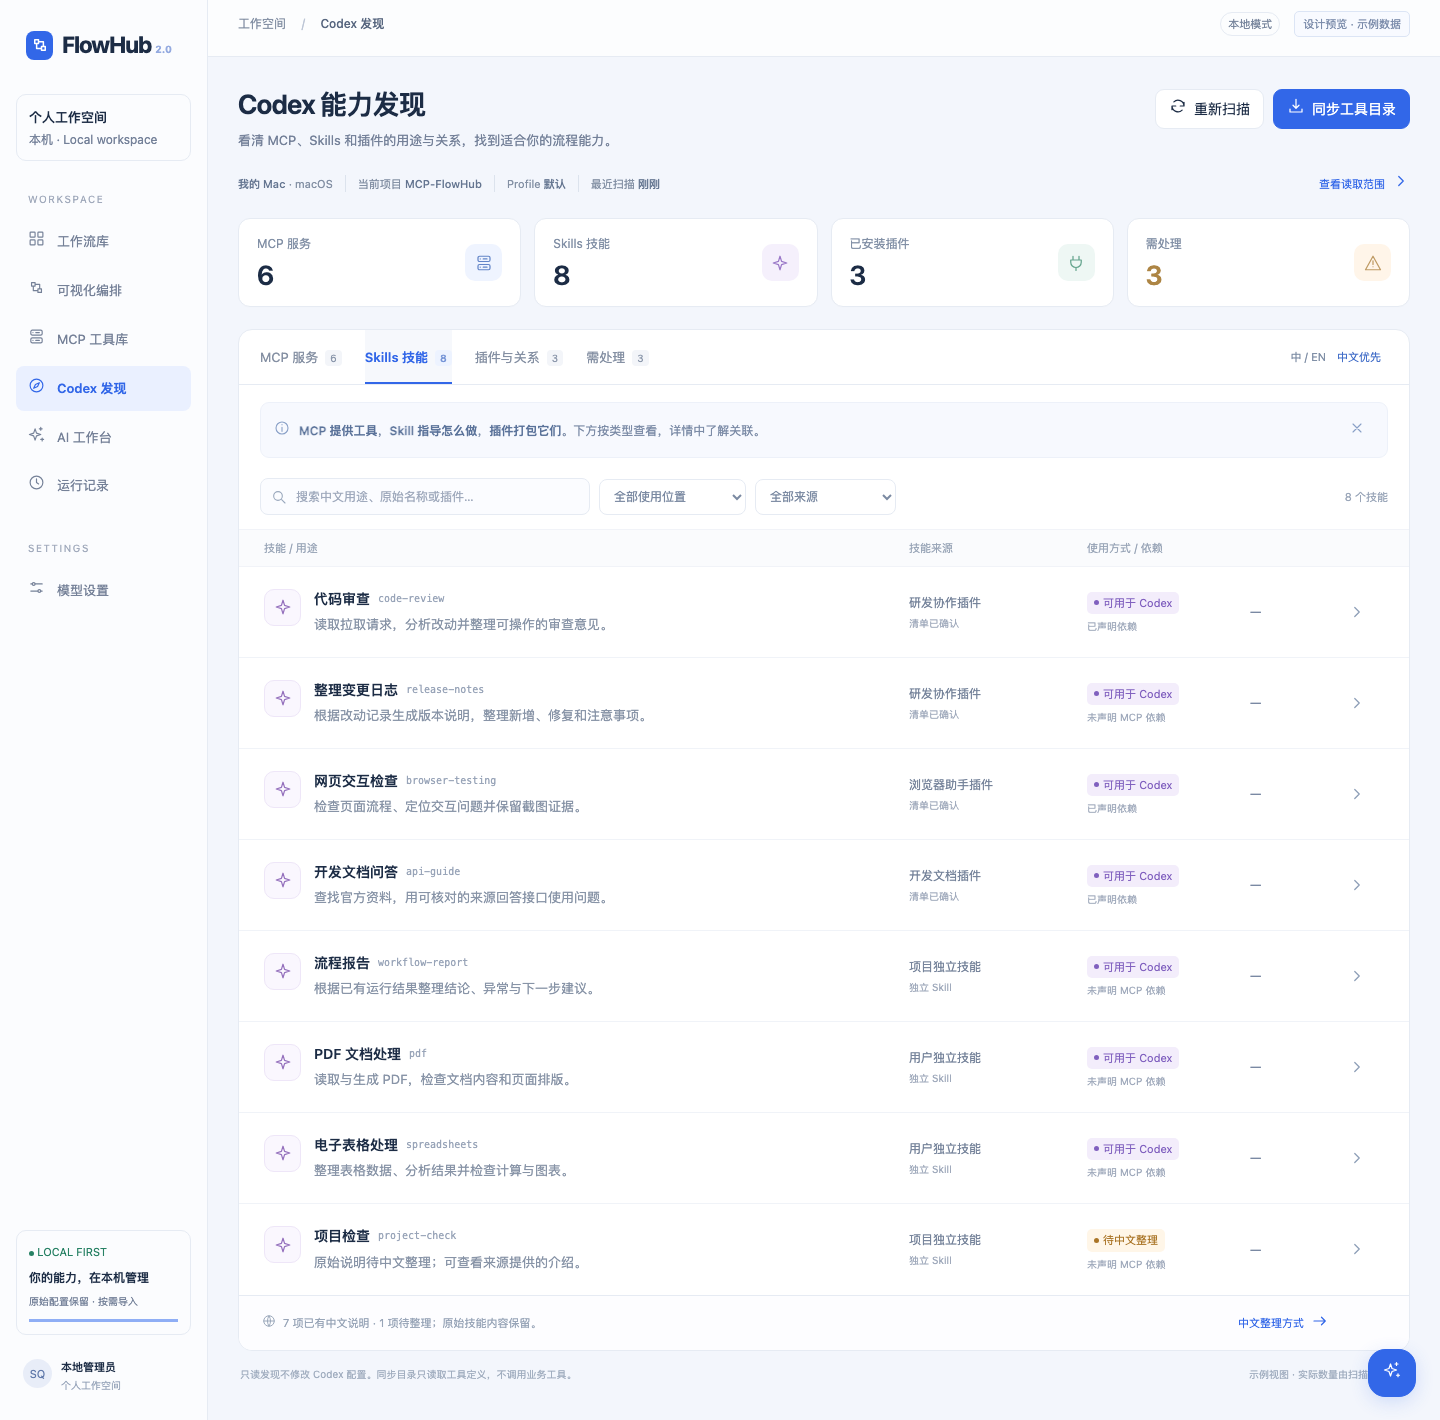 FlowHub 2.0
个人工作空间
本机 · Local workspace
WORKSPACE
工作流库
可视化编排
MCP 工具库
Codex 发现
AI 工作台
运行记录
SETTINGS
模型设置
LOCAL FIRST
你的能力，在本机管理
原始配置保留 · 按需导入
SQ
本地管理员
个人工作空间
工作空间 / Codex 发现
本地模式
设计预览 · 示例数据
Codex 能力发现
看清 MCP、Skills 和插件的用途与关系，找到适合你的流程能力。
重新扫描
同步工具目录
我的 Mac · macOS
当前项目 MCP-FlowHub
Profile 默认
最近扫描 刚刚
查看读取范围
MCP 服务
6
Skills 技能
8
已安装插件
3
需处理
3
MCP 服务 6
Skills 技能 8
插件与关系 3
需处理 3
中 / EN 中文优先
MCP 提供工具，Skill 指导怎么做，插件打包它们。下方按类型查看，详情中了解关联。
搜索中文用途、原始名称或插件...
全部使用位置
全部来源
8 个技能
技能 / 用途
技能来源
使用方式 / 依赖
代码审查 code-review
读取拉取请求，分析改动并整理可操作的审查意见。
研发协作插件
清单已确认
可用于 Codex
已声明依赖
—
整理变更日志 release-notes
根据改动记录生成版本说明，整理新增、修复和注意事项。
研发协作插件
清单已确认
可用于 Codex
未声明 MCP 依赖
—
网页交互检查 browser-testing
检查页面流程、定位交互问题并保留截图证据。
浏览器助手插件
清单已确认
可用于 Codex
已声明依赖
—
开发文档问答 api-guide
查找官方资料，用可核对的来源回答接口使用问题。
开发文档插件
清单已确认
可用于 Codex
已声明依赖
—
流程报告 workflow-report
根据已有运行结果整理结论、异常与下一步建议。
项目独立技能
独立 Skill
可用于 Codex
未声明 MCP 依赖
—
PDF 文档处理 pdf
读取与生成 PDF，检查文档内容和页面排版。
用户独立技能
独立 Skill
可用于 Codex
未声明 MCP 依赖
—
电子表格处理 spreadsheets
整理表格数据、分析结果并检查计算与图表。
用户独立技能
独立 Skill
可用于 Codex
未声明 MCP 依赖
—
项目检查 project-check
原始说明待中文整理；可查看来源提供的介绍。
项目独立技能
独立 Skill
待中文整理
未声明 MCP 依赖
—
7 项已有中文说明 · 1 项待整理；原始技能内容保留。
中文整理方式
只读发现不修改 Codex 配置。同步目录只读取工具定义，不调用业务工具。
示例视图 · 实际数量由扫描